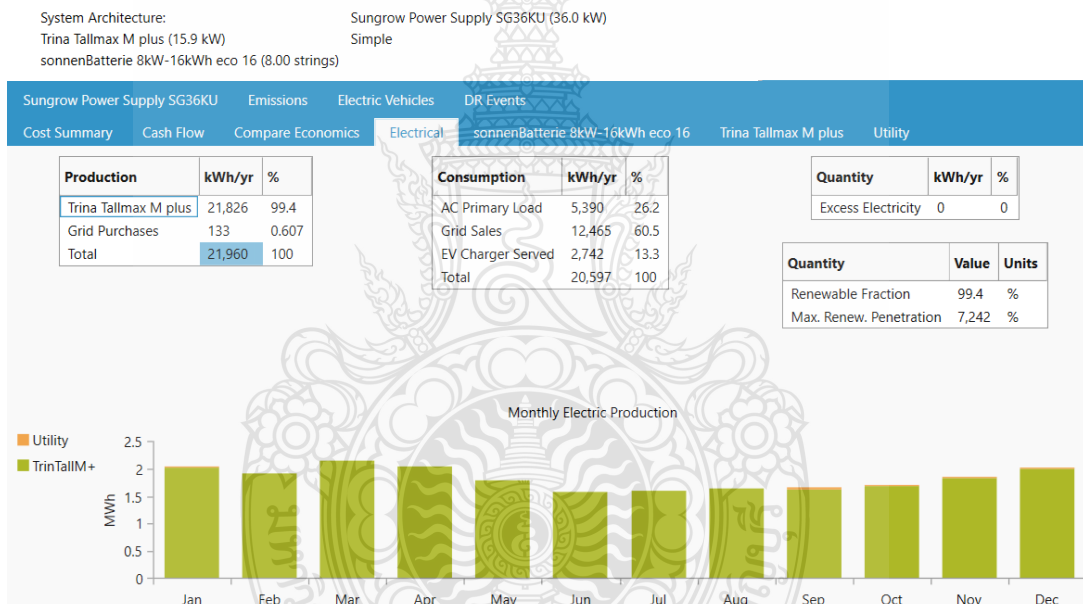 System Architecture:
Sungrow Power Supply SG36KU (36.0 kW)
Trina Tallmax M plus (15.9 kW)
Simple
sonnenBatterie 8kW-16kWh eco 16 (8.00 strings)
Sungrow Power Supply SG36KU Emissions Electric Vehicles DR Events
Cost Summary Cash Flow Compare Economics Electrical sonnenBatterie 8kW-16kWh eco 16 Trina Tallmax M plus Utility
Production kWh/yr %
Trina Tallmax M plus 21,826 99.4
Grid Purchases 133 0.607
Total 21,960 100
Consumption kWh/yr %
AC Primary Load 5,390 26.2
Grid Sales 12,465 60.5
EV Charger Served 2,742 13.3
Total 20,597 100
Quantity kWh/yr %
Excess Electricity 0 0
Quantity Value Units
Renewable Fraction 99.4 %
Max. Renew. Penetration 7,242 %
Monthly Electric Production
Utility
TrinTallM+
MWh
2.5
2
1.5
1
0.5
0
Jan Feb Mar Apr May Jun Jul Aug Sep Oct Nov Dec